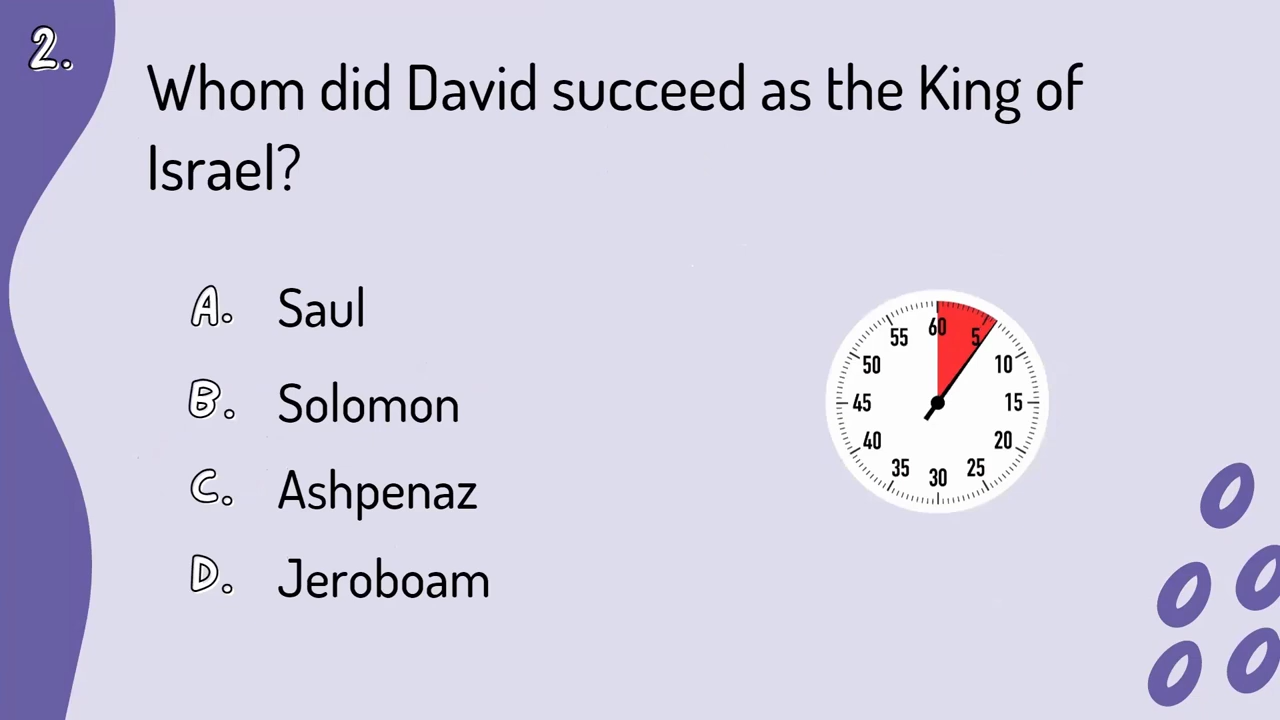 2.
Whom did David succeed as the King of
Israel?
A. Saul
B. Solomon
C. Ashpenaz
D. Jeroboam
60
5
10
15
20
25
30
35
40
45
50
55